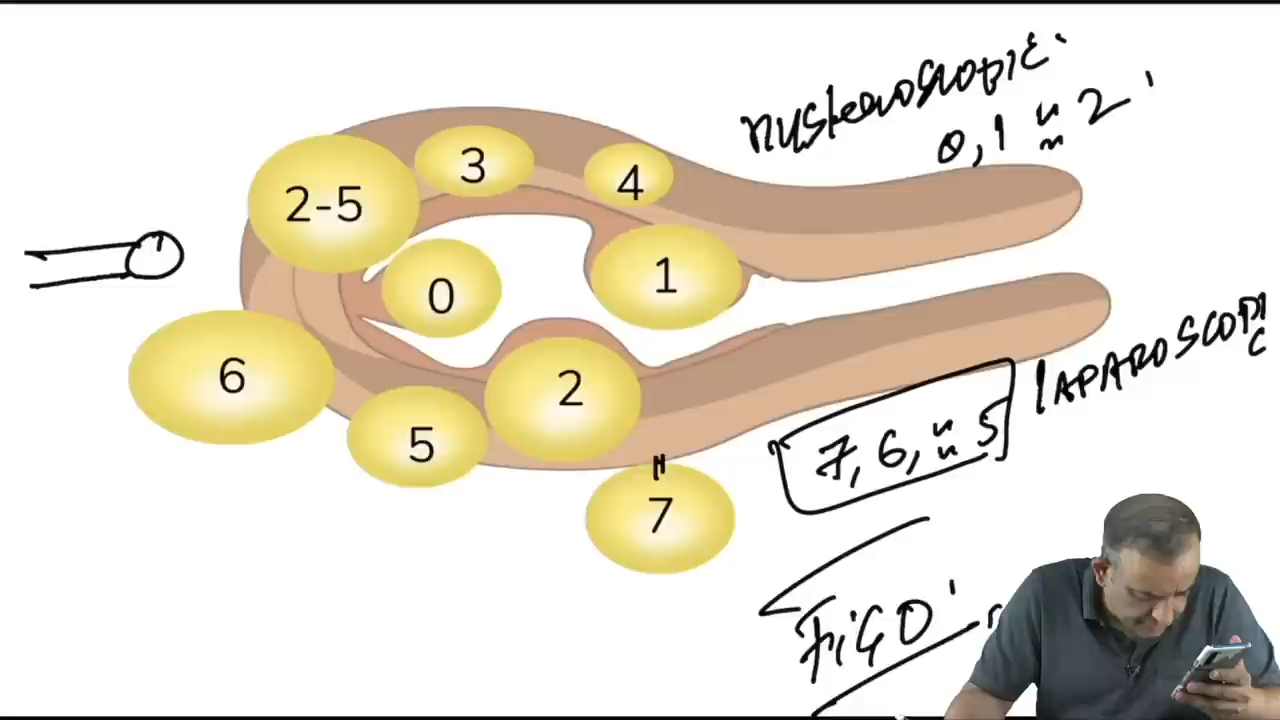 HYSteroscopic
0, 1 " 2
3
4
2-5
1
0
LAPAROSCOPIC
6
2
5
7, 6, " 5
7
FIGO